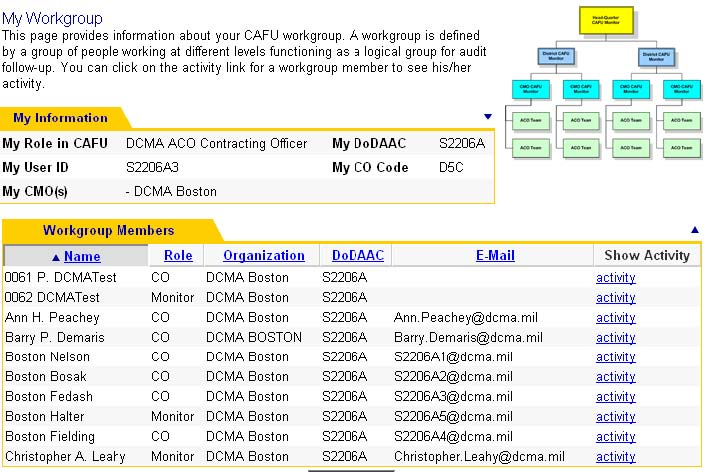 My Workgroup
This page provides information about your CAFU workgroup. A workgroup is defined
by a group of people working at different levels functioning as a logical group for audit
follow-up. You can click on the activity link for a workgroup member to see his/her
activity.
Head-Quarter
CAFU Monitor
District CAFU
Monitor
District CAFU
Monitor
CMO CAFU
Monitor
CMO CAFU
Monitor
CMO CAFU
Monitor
CMO CAFU
Monitor
ACO Team
ACO Team
ACO Team
ACO Team
ACO Team
ACO Team
ACO Team
ACO Team
My Information
My Role in CAFU DCMA ACO Contracting Officer My DoDAAC S2206A
My User ID S2206A3 My CO Code D5C
My CMO(s) - DCMA Boston
Workgroup Members
Name Role Organization DoDAAC E-Mail Show Activity
0061 P. DCMATest CO DCMA Boston S2206A activity
0062 DCMATest Monitor DCMA Boston S2206A activity
Ann H. Peachey CO DCMA Boston S2206A Ann.Peachey@dcma.mil activity
Barry P. Demaris CO DCMA BOSTON S2206A Barry.Demaris@dcma.mil activity
Boston Nelson CO DCMA Boston S2206A S2206A1@dcma.mil activity
Boston Bosak CO DCMA Boston S2206A S2206A2@dcma.mil activity
Boston Fedash CO DCMA Boston S2206A S2206A3@dcma.mil activity
Boston Halter Monitor DCMA Boston S2206A S2206A5@dcma.mil activity
Boston Fielding CO DCMA Boston S2206A S2206A4@dcma.mil activity
Christopher A. Leahy Monitor DCMA Boston S2206A Christopher.Leahy@dcma.mil activity